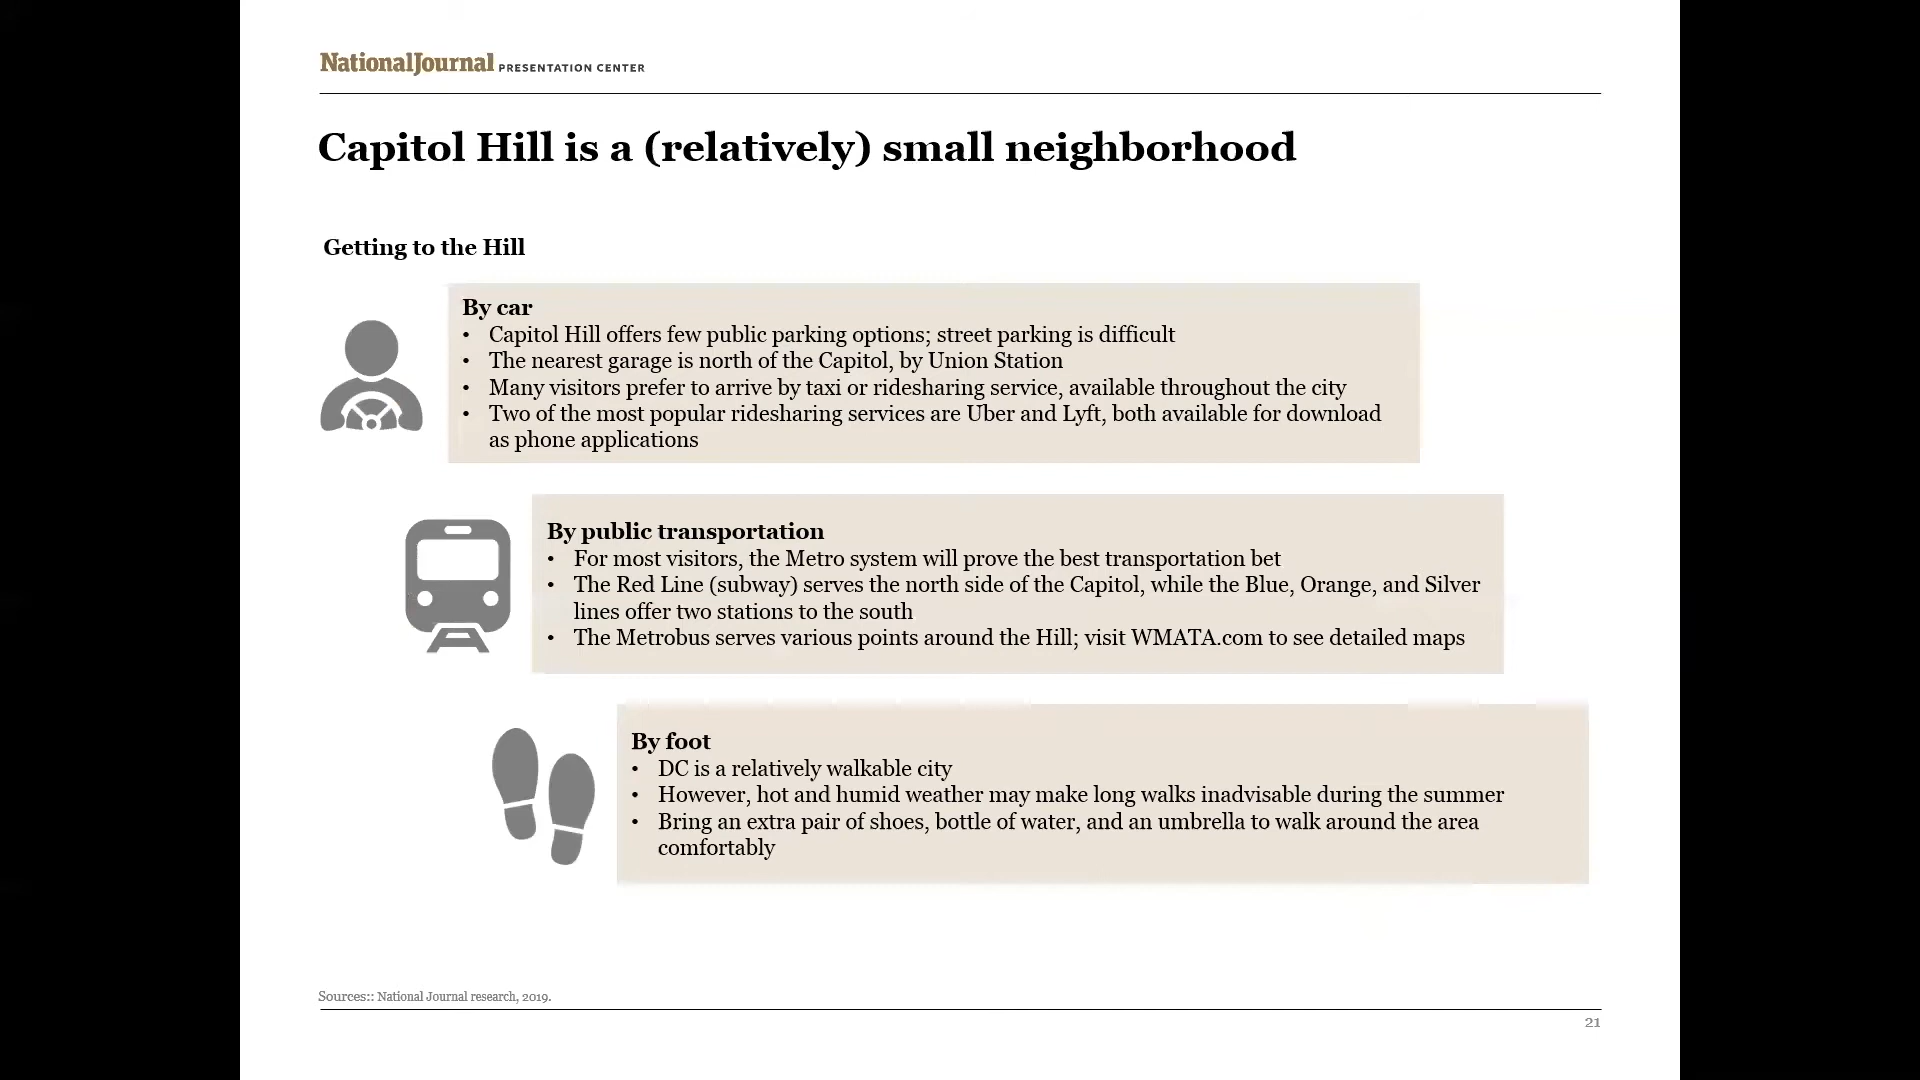 NationalJournal PRESENTATION CENTER
Capitol Hill is a (relatively) small neighborhood
Getting to the Hill
By car
• Capitol Hill offers few public parking options; street parking is difficult
• The nearest garage is north of the Capitol, by Union Station
• Many visitors prefer to arrive by taxi or ridesharing service, available throughout the city
• Two of the most popular ridesharing services are Uber and Lyft, both available for download
as phone applications
By public transportation
• For most visitors, the Metro system will prove the best transportation bet
• The Red Line (subway) serves the north side of the Capitol, while the Blue, Orange, and Silver
lines offer two stations to the south
• The Metrobus serves various points around the Hill; visit WMATA.com to see detailed maps
By foot
• DC is a relatively walkable city
• However, hot and humid weather may make long walks inadvisable during the summer
• Bring an extra pair of shoes, bottle of water, and an umbrella to walk around the area
comfortably
Sources:: National Journal research, 2019.
21